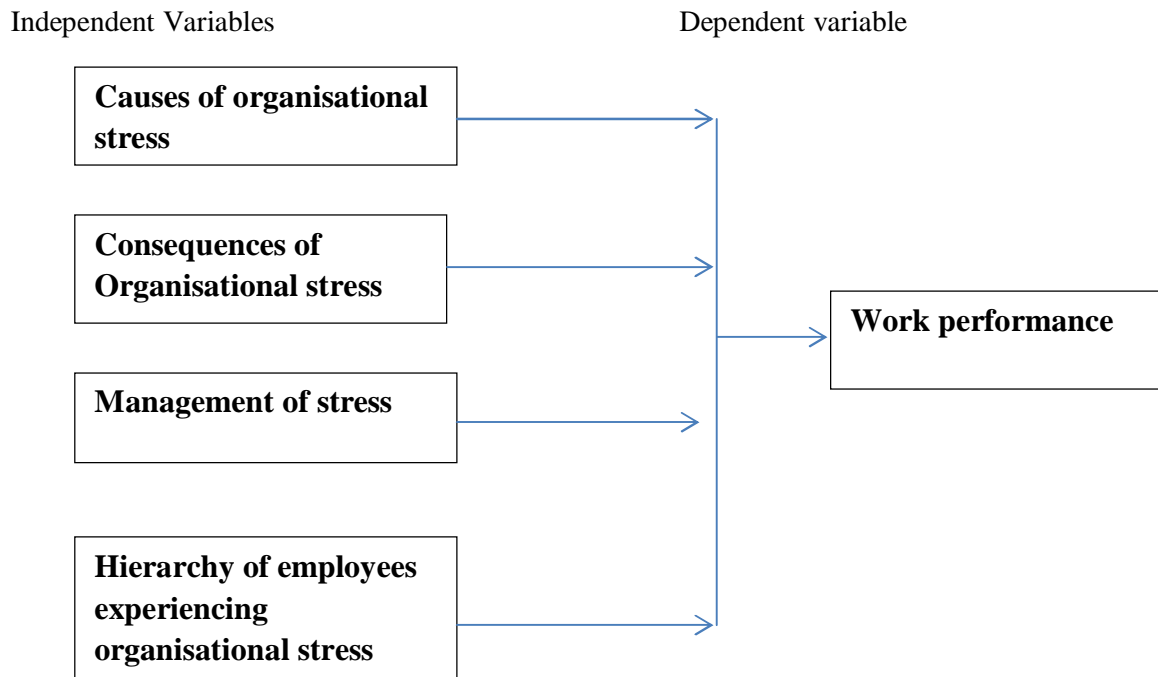 Independent Variables
Dependent variable
Causes of organisational
stress
Consequences of
Organisational stress
Work performance
Management of stress
Hierarchy of employees
experiencing
organisational stress